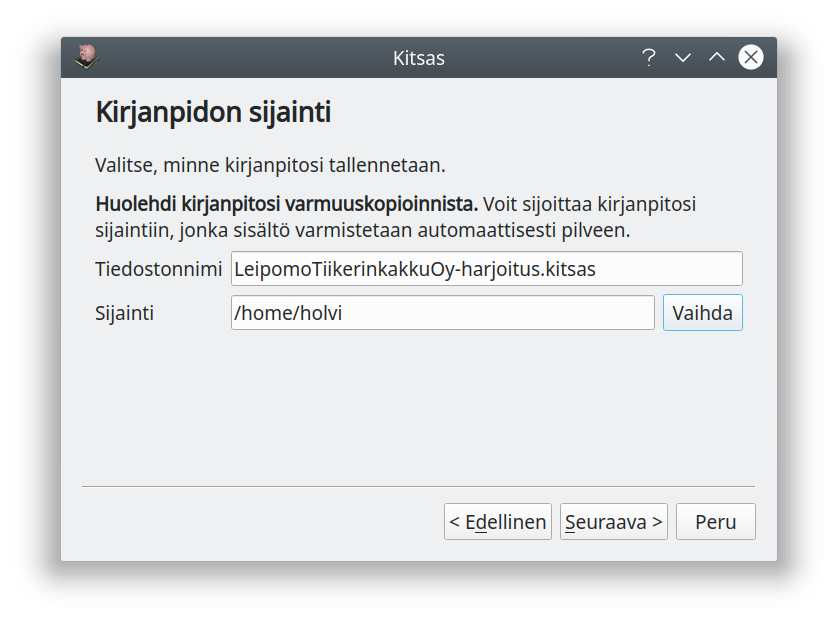 Kitsas
Kirjanpidon sijainti
Valitse, minne kirjanpitosi tallennetaan.
Huolehdi kirjanpitosi varmuuskopioinnista. Voit sijoittaa kirjanpitosi
sijaintiin, jonka sisältö varmistetaan automaattisesti pilveen.
Tiedostonnimi LeipomoTiikerinkakkuOy-harjoitus.kitsas
Sijainti /home/holvi Vaihda
< Edellinen Seuraava > Peru